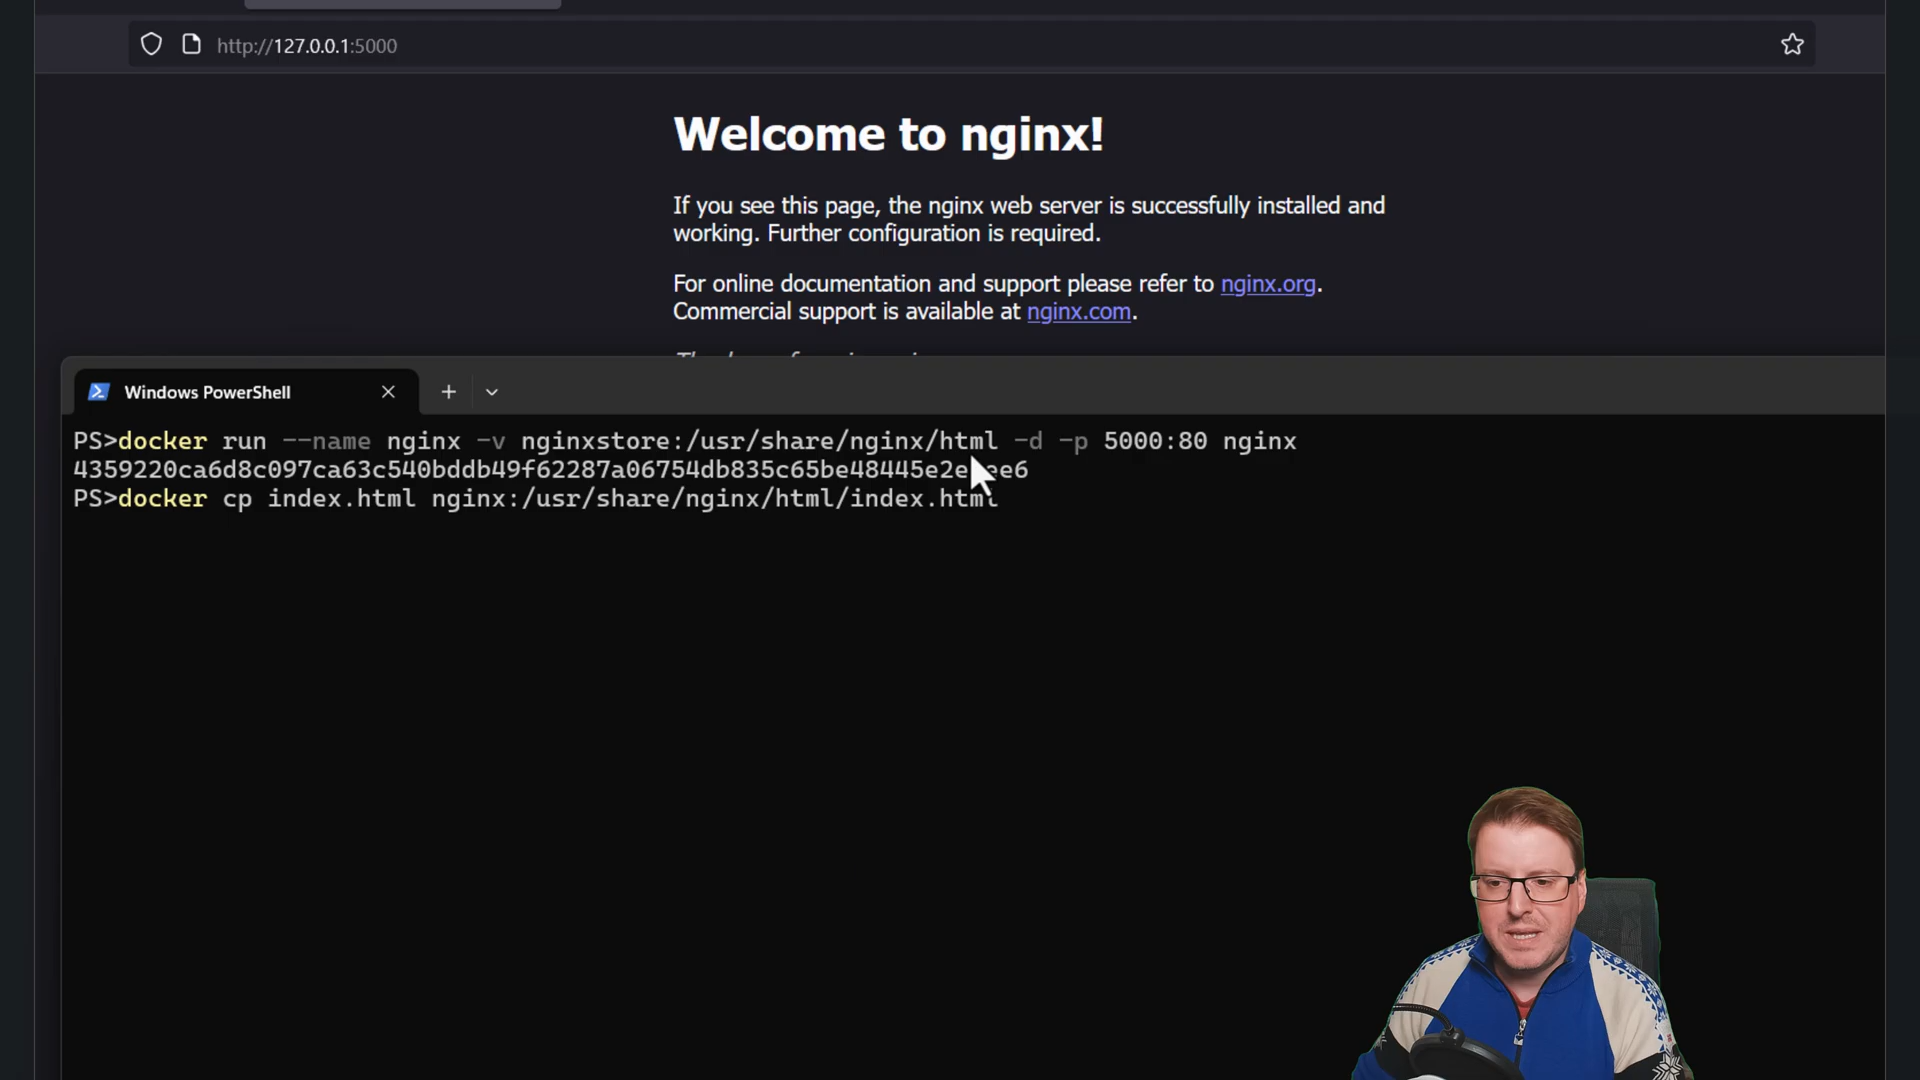 http://127.0.0.1:5000
Welcome to nginx!
If you see this page, the nginx web server is successfully installed and
working. Further configuration is required.
For online documentation and support please refer to nginx.org.
Commercial support is available at nginx.com.
Windows PowerShell
PS>docker run --name nginx -v nginxstore:/usr/share/nginx/html -d -p 5000:80 nginx
PS>docker cp index.html nginx:/usr/share/nginx/html/index.html